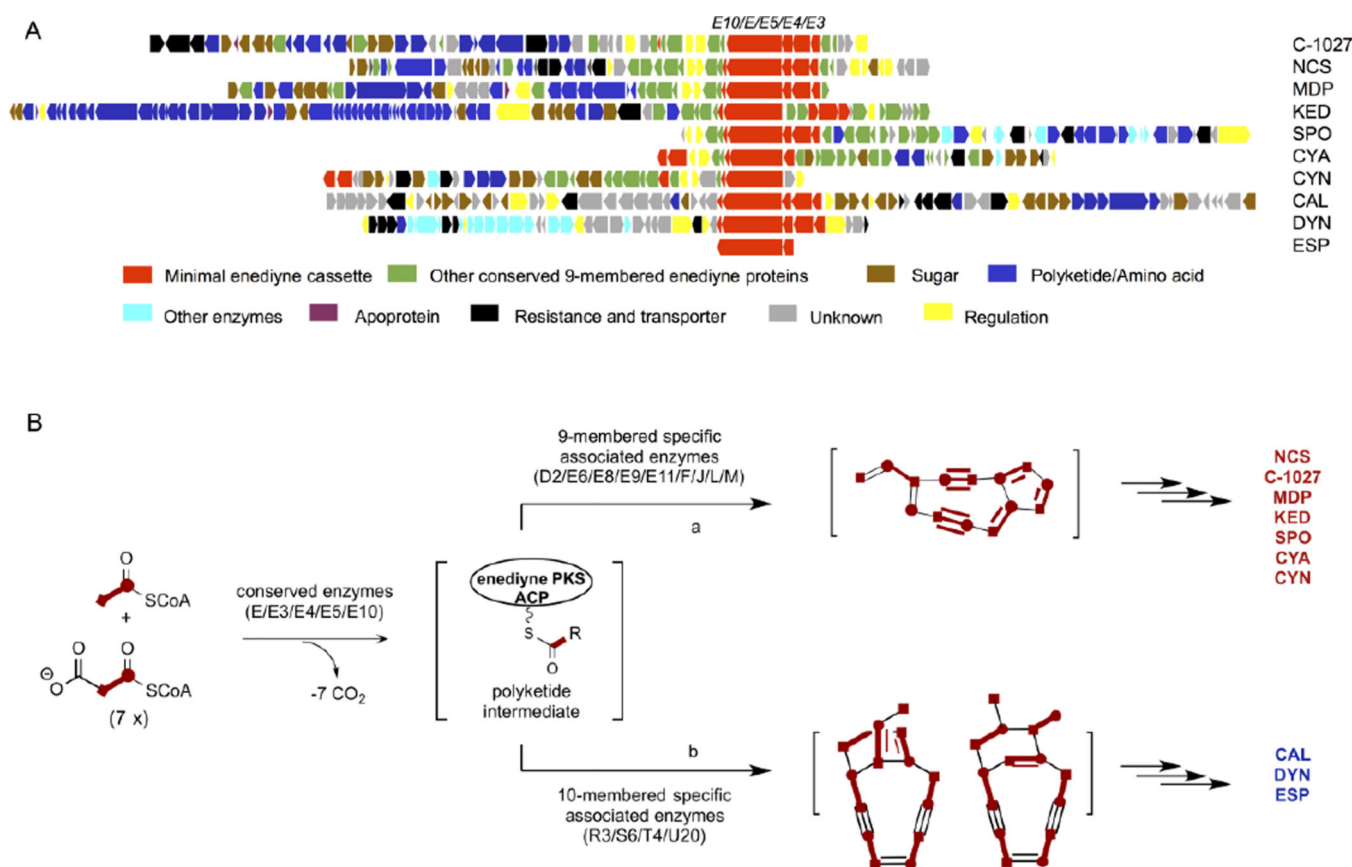 A
E10/E/E5/E4/E3
C-1027
NCS
MDP
KED
SPO
CYA
CYN
CAL
DYN
ESP
Minimal enediyne cassette
Other conserved 9-membered enediyne proteins
Sugar
Polyketide/Amino acid
Other enzymes
Apoprotein
Resistance and transporter
Unknown
Regulation
B
O
SCoA
+
⊖
O
O
O
SCoA
(7 x)
conserved enzymes
(E/E3/E4/E5/E10)
-7 CO₂
enediyne PKS
ACP
S
R
O
polyketide
intermediate
9-membered specific
associated enzymes
(D2/E6/E8/E9/E11/F/J/L/M)
a
NCS
C-1027
MDP
KED
SPO
CYA
CYN
b
10-membered specific
associated enzymes
(R3/S6/T4/U20)
CAL
DYN
ESP